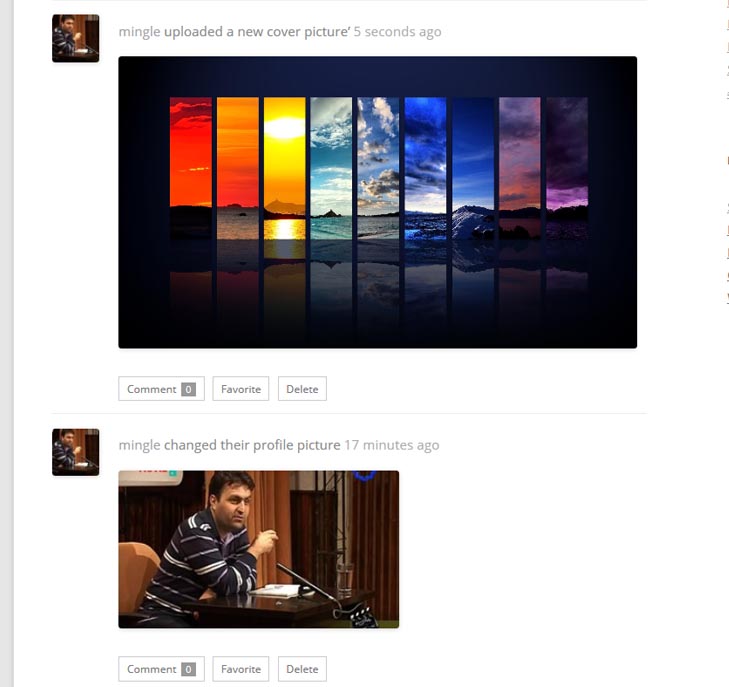 mingle uploaded a new cover picture’ 5 seconds ago
Comment 0 Favorite Delete
mingle changed their profile picture 17 minutes ago
Comment 0 Favorite Delete